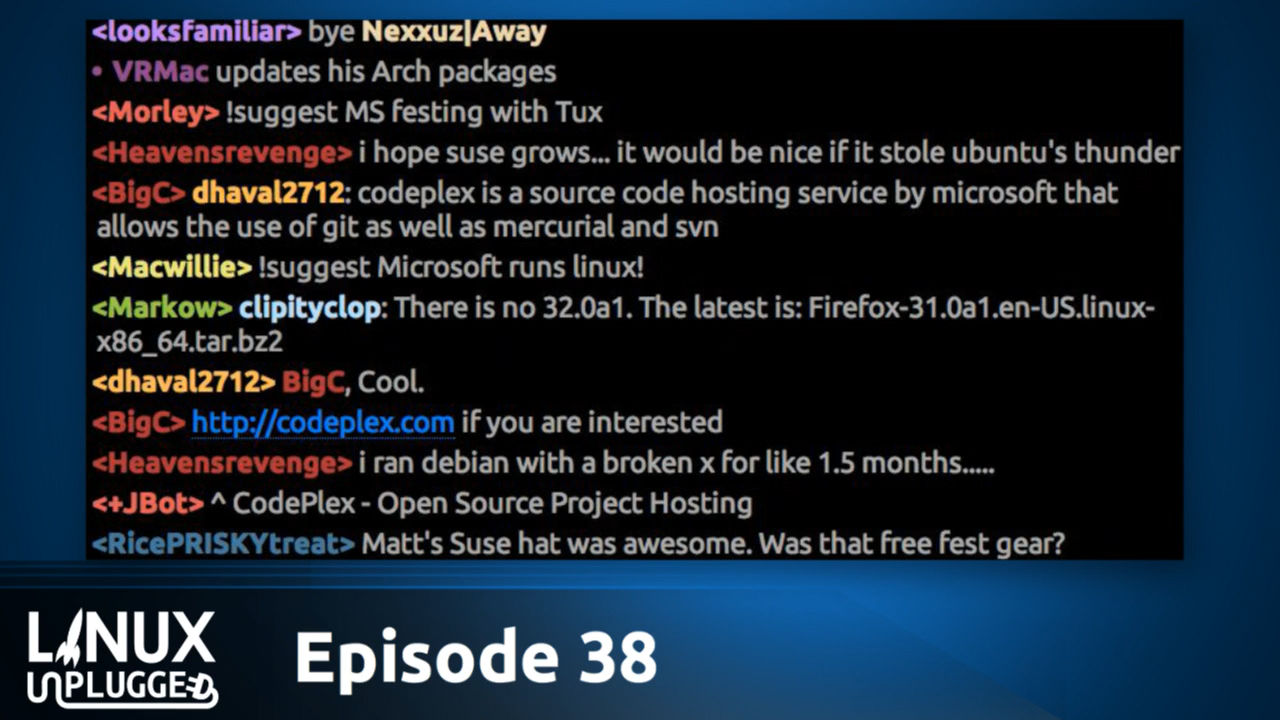 <looksfamiliar> bye Nexxuz|Away
• VRMac updates his Arch packages
<Morley> !suggest MS festing with Tux
<Heavensrevenge> i hope suse grows... it would be nice if it stole ubuntu's thunder
<BigC> dhaval2712: codeplex is a source code hosting service by microsoft that
allows the use of git as well as mercurial and svn
<Macwillie> !suggest Microsoft runs linux!
<Markow> clipityclop: There is no 32.0a1. The latest is: Firefox-31.0a1.en-US.linux-
x86_64.tar.bz2
<dhaval2712> BigC, Cool.
<BigC> http://codeplex.com if you are interested
<Heavensrevenge> i ran debian with a broken x for like 1.5 months.....
<+JBot> ^ CodePlex - Open Source Project Hosting
<RicePRISKYtreat> Matt's Suse hat was awesome. Was that free fest gear?
LINUX
UNPLUGGED
Episode 38